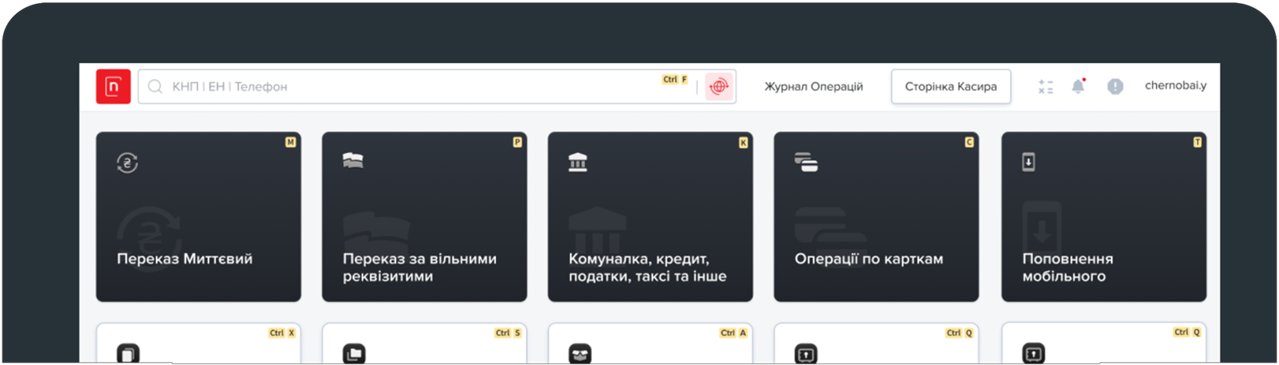 n
КНП | ЕН | Телефон
Ctrl F
Журнал Операцій
Сторінка Касира
chernobai.y
M
P
K
C
T
Переказ Миттєвий
Переказ за вільними
реквізитими
Комуналка, кредит,
податки, таксі та інше
Операції по карткам
Поповнення
мобільного
Ctrl X
Ctrl S
Ctrl A
Ctrl Q
Ctrl Q